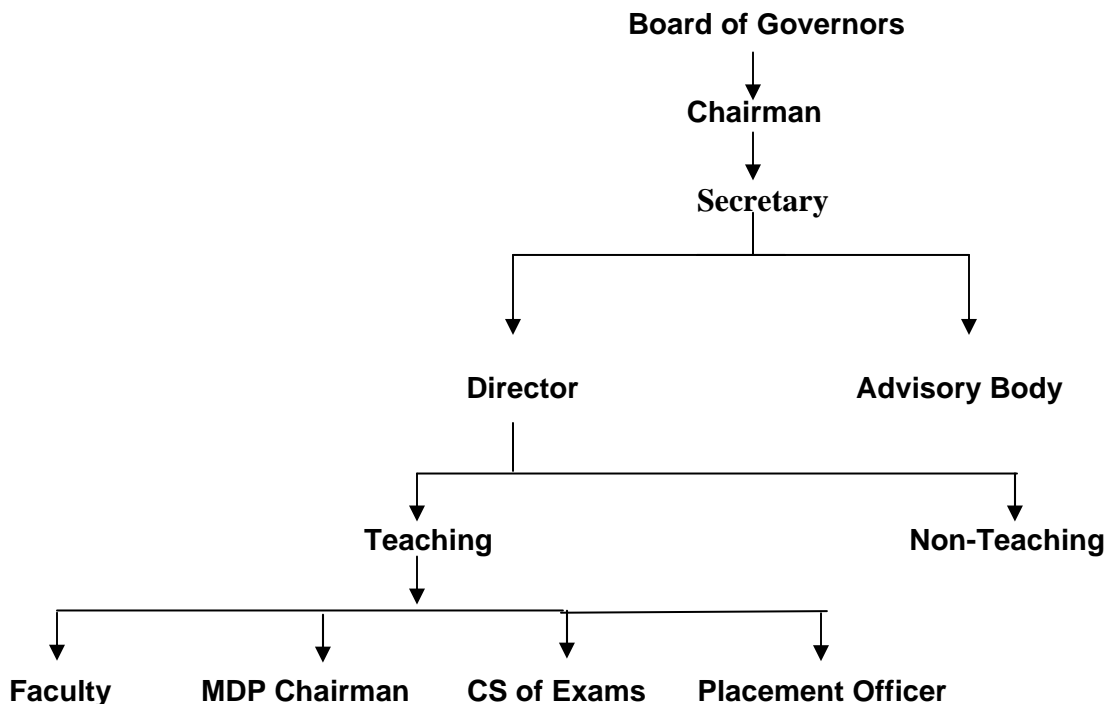 Board of Governors
Chairman
Secretary
Director Advisory Body
Teaching Non-Teaching
Faculty MDP Chairman CS of Exams Placement Officer